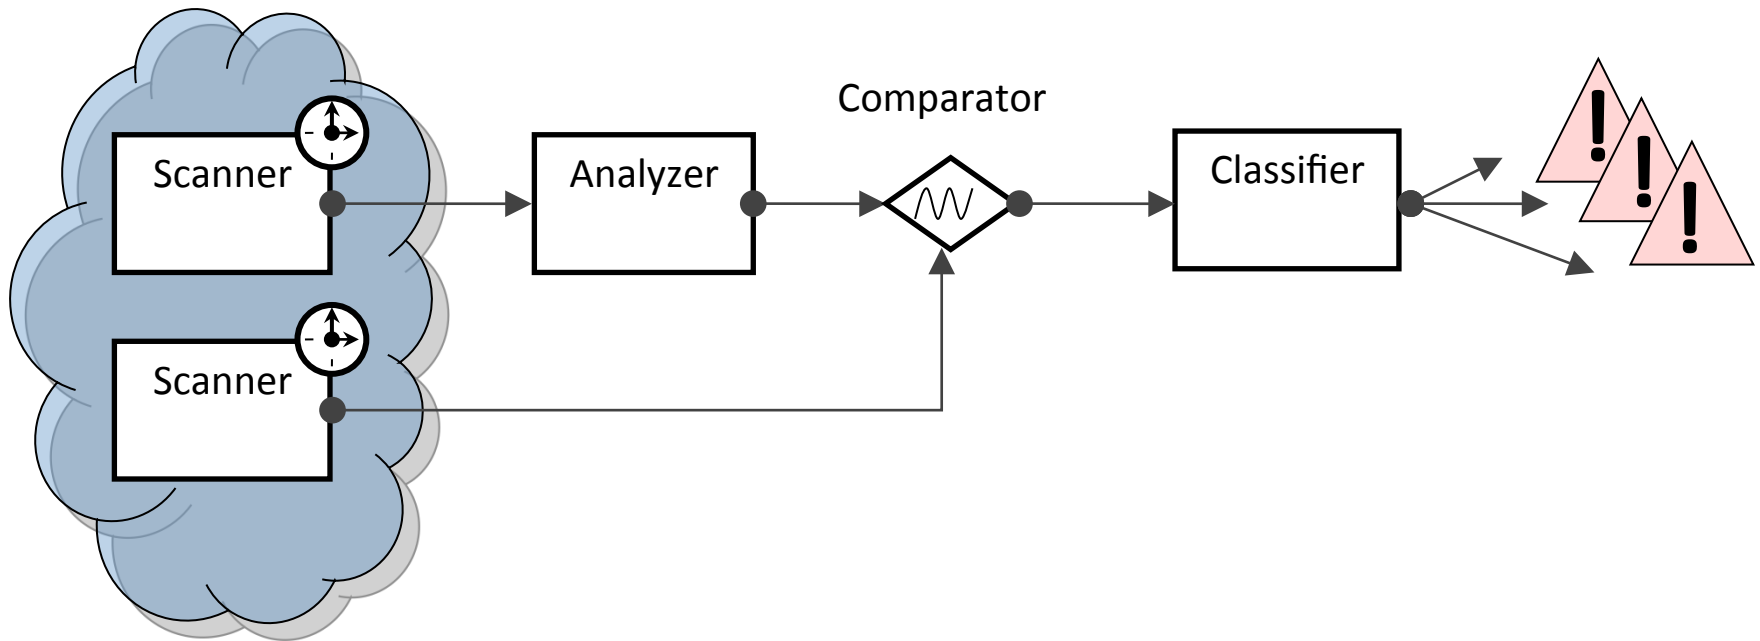 Comparator
Scanner
Analyzer
Classifier
!
!
!
Scanner